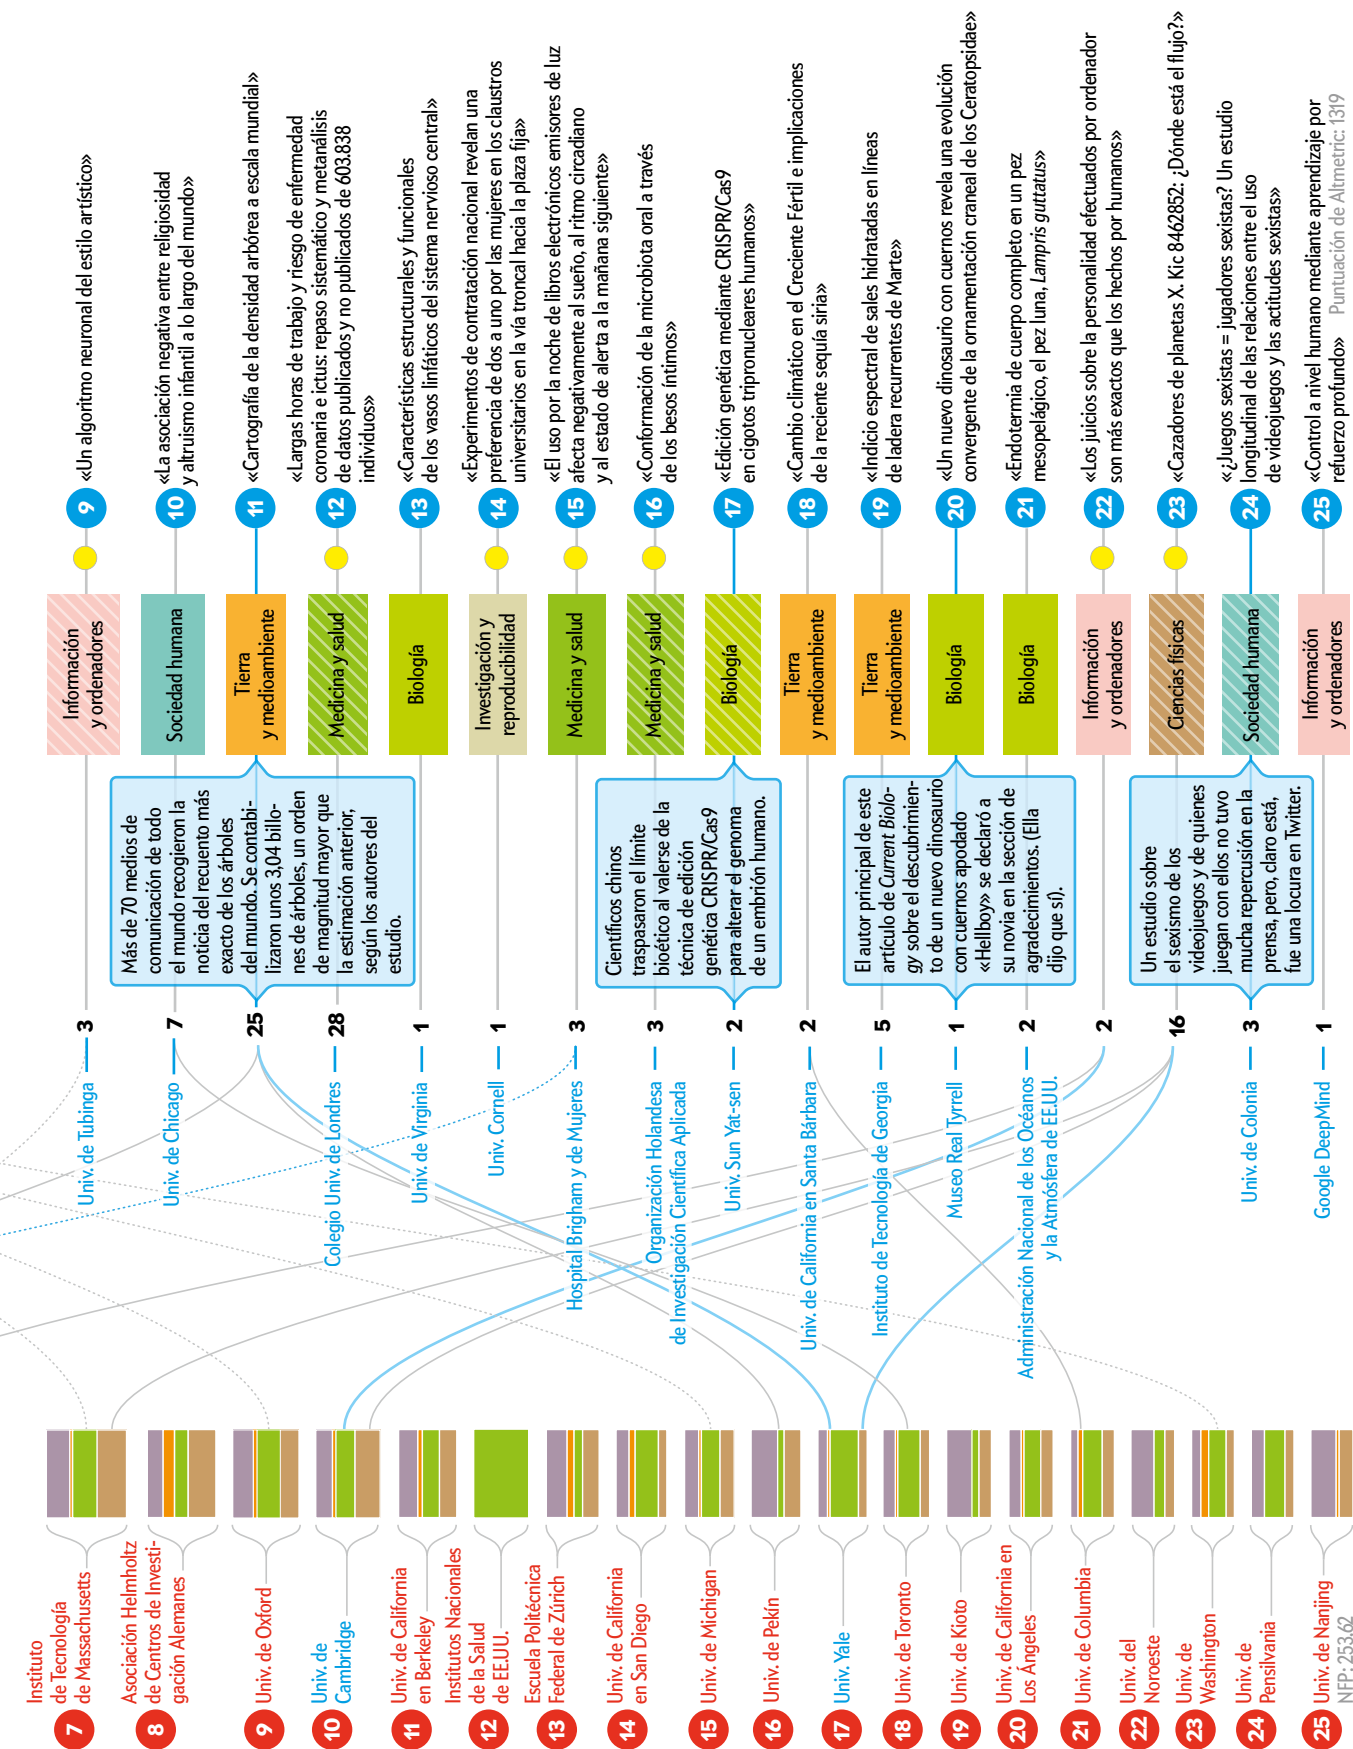 Instituto
de Tecnología
de Massachusetts
7
Asociación Helmholtz
de Centros de Investi-
gación Alemanes
8
Univ. de Oxford
9
Univ. de
Cambridge
10
Univ. de California
en Berkeley
11
Institutos Nacionales
de la Salud
de EE.UU.
12
Escuela Politécnica
Federal de Zúrich
13
Univ. de California
en San Diego
14
Univ. de Michigan
15
Univ. de Pekín
16
Univ. Yale
17
Univ. de Toronto
18
Univ. de Kioto
19
Univ. de California en
Los Ángeles
20
Univ. de Columbia
21
Univ. del
Noroeste
22
Univ. de
Washington
23
Univ. de
Pensilvania
24
Univ. de Nanjing
25
NFP: 253.62
Univ. de Tubinga
3
Univ. de Chicago
7
25
Colegio Univ. de Londres
28
Univ. de Virginia
1
Univ. Cornell
1
Hospital Brigham y de Mujeres
3
Organización Holandesa
de Investigación Científica Aplicada
3
Univ. Sun Yat-sen
2
Univ. de California en Santa Bárbara
2
Instituto de Tecnología de Georgia
5
Museo Real Tyrrell
1
Administración Nacional de los Océanos
y la Atmósfera de EE.UU.
2
2
16
Univ. de Colonia
3
Google DeepMind
1
Más de 70 medios de
comunicación de todo
el mundo recogieron la
noticia del recuento más
exacto de los árboles
del mundo. Se contabi-
lizaron unos 3,04 billo-
nes de árboles, un orden
de magnitud mayor que
la estimación anterior,
según los autores del
estudio.
Científicos chinos
traspasaron el límite
bioético al valerse de la
técnica de edición
genética CRISPR/Cas9
para alterar el genoma
de un embrión humano.
El autor principal de este
artículo de Current Biolo-
gy sobre el descubrimien-
to de un nuevo dinosaurio
con cuernos apodado
«Hellboy» se declaró a
su novia en la sección de
agradecimientos. (Ella
dijo que sí).
Un estudio sobre
el sexismo de los
videojuegos y de quienes
juegan con ellos no tuvo
mucha repercusión en la
prensa, pero, claro está,
fue una locura en Twitter.
Información
y ordenadores
9
«Un algoritmo neuronal del estilo artístico»
Sociedad humana
10
«La asociación negativa entre religiosidad
y altruismo infantil a lo largo del mundo»
Tierra
y medioambiente
11
«Cartografía de la densidad arbórea a escala mundial»
Medicina y salud
12
«Largas horas de trabajo y riesgo de enfermedad
coronaria e ictus: repaso sistemático y metanálisis
de datos publicados y no publicados de 603.838
individuos»
Biología
13
«Características estructurales y funcionales
de los vasos linfáticos del sistema nervioso central»
Investigación y
reproducibilidad
14
«Experimentos de contratación nacional revelan una
preferencia de dos a uno por las mujeres en los claustros
universitarios en la vía troncal hacia la plaza fija»
Medicina y salud
15
«El uso por la noche de libros electrónicos emisores de luz
afecta negativamente al sueño, al ritmo circadiano
y al estado de alerta a la mañana siguiente»
Medicina y salud
16
«Conformación de la microbiota oral a través
de los besos íntimos»
Biología
17
«Edición genética mediante CRISPR/Cas9
en cigotos tripronucleares humanos»
Tierra
y medioambiente
18
«Cambio climático en el Creciente Fértil e implicaciones
de la reciente sequía siria»
Tierra
y medioambiente
19
«Indicio espectral de sales hidratadas en líneas
de ladera recurrentes de Marte»
Biología
20
«Un nuevo dinosaurio con cuernos revela una evolución
convergente de la ornamentación craneal de los Ceratopsidae»
Biología
21
«Endotermia de cuerpo completo en un pez
mesopelágico, el pez luna, Lampris guttatus»
Información
y ordenadores
22
«Los juicios sobre la personalidad efectuados por ordenador
son más exactos que los hechos por humanos»
Ciencias físicas
23
«Cazadores de planetas X. Kic 8462852: ¿Dónde está el flujo?»
Sociedad humana
24
«¿Juegos sexistas = jugadores sexistas? Un estudio
longitudinal de las relaciones entre el uso
de videojuegos y las actitudes sexistas»
Información
y ordenadores
25
«Control a nivel humano mediante aprendizaje por
refuerzo profundo» Puntuación de Altmetric: 1319